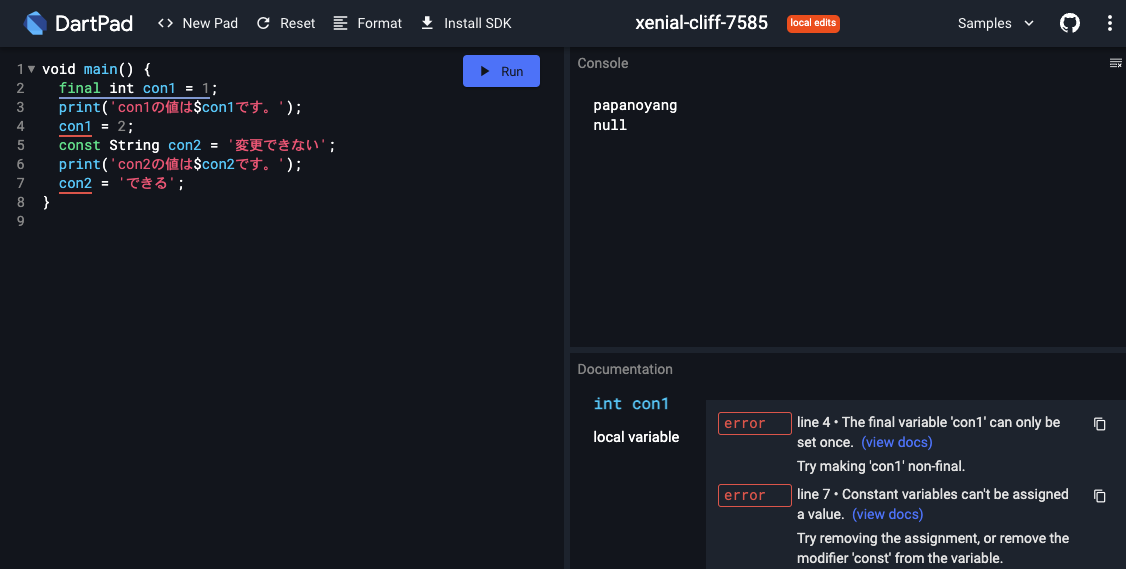 DartPad
<> New Pad
Reset
Format
Install SDK
xenial-cliff-7585
local edits
Samples
1 void main() {
2 final int con1 = 1;
3 print('con1の値は$con1です。');
4 con1 = 2;
5 const String con2 = '変更できない';
6 print('con2の値は$con2です。');
7 con2 = 'できる';
8 }
9
Run
Console
papanoyang
null
Documentation
int con1
local variable
error line 4 • The final variable 'con1' can only be
set once. (view docs)
Try making 'con1' non-final.
error line 7 • Constant variables can't be assigned
a value. (view docs)
Try removing the assignment, or remove the
modifier 'const' from the variable.